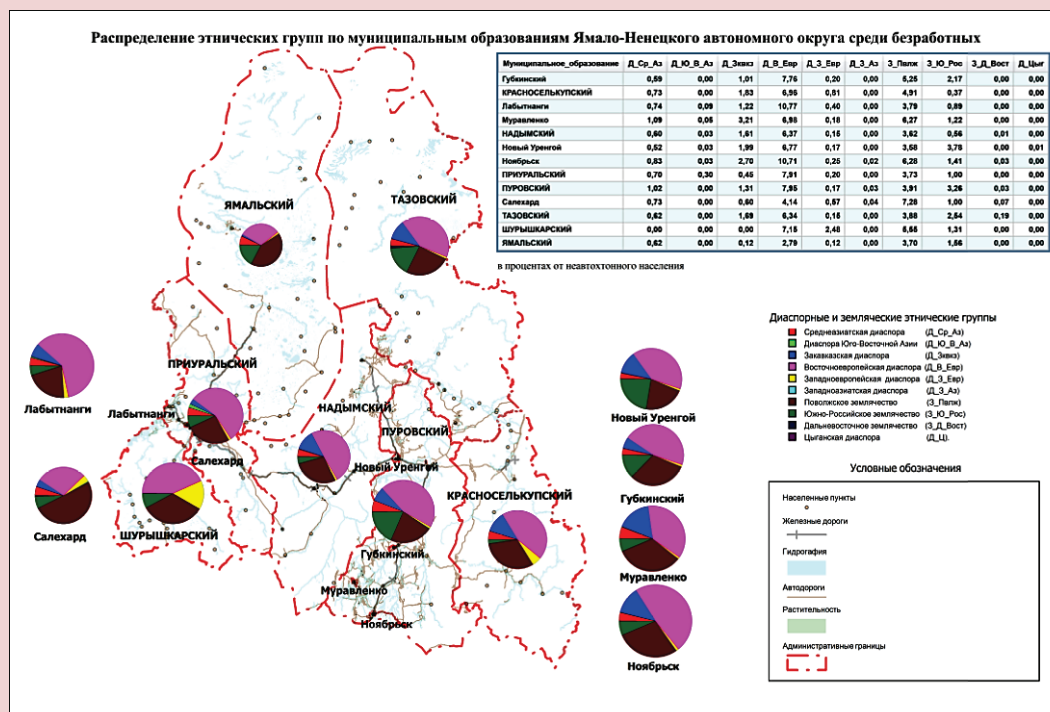 Распределение этнических групп по муниципальным образованиям Ямало-Ненецкого автономного округа среди безработных
Муниципальное_образование Д_Ср_Аз Д_Ю_В_Аз Д_Зквкз Д_В_Евр Д_З_Евр Д_З_Аз З_Пвлж З_Ю_Рос З_Д_Вост Д_Цыг
Губкинский 0,59 0,00 1,01 7,76 0,20 0,00 5,25 2,17 0,00 0,00
КРАСНОСЕЛЬКУПСКИЙ 0,73 0,00 1,83 6,96 0,81 0,00 4,91 0,37 0,00 0,00
Лабытнанги 0,74 0,09 1,22 10,77 0,40 0,00 3,79 0,89 0,00 0,00
Муравленко 1,09 0,05 3,21 6,98 0,18 0,00 6,27 1,22 0,00 0,00
НАДЫМСКИЙ 0,60 0,03 1,61 6,37 0,15 0,00 3,62 0,56 0,01 0,00
Новый Уренгой 0,52 0,03 1,99 6,77 0,17 0,00 3,58 3,78 0,00 0,01
Ноябрьск 0,83 0,03 2,70 10,71 0,25 0,02 6,28 1,41 0,03 0,00
ПРИУРАЛЬСКИЙ 0,70 0,30 0,45 7,91 0,20 0,00 3,73 1,00 0,00 0,00
ПУРОВСКИЙ 1,02 0,00 1,31 7,95 0,17 0,03 3,91 3,26 0,03 0,00
Салехард 0,73 0,00 0,60 4,14 0,57 0,04 7,28 1,00 0,07 0,00
ТАЗОВСКИЙ 0,62 0,00 1,69 6,34 0,15 0,00 3,88 2,54 0,19 0,00
ШУРЫШКАРСКИЙ 0,00 0,00 0,00 7,15 2,48 0,00 5,55 1,31 0,00 0,00
ЯМАЛЬСКИЙ 0,62 0,00 0,12 2,79 0,12 0,00 3,70 1,56 0,00 0,00
в процентах от неавтохтонного населения
ЯМАЛЬСКИЙ
ТАЗОВСКИЙ
ПРИУРАЛЬСКИЙ
Лабытнанги
Лабытнанги
НАДЫМСКИЙ
ПУРОВСКИЙ
Салехард
Новый Уренгой
КРАСНОСЕЛЬКУПСКИЙ
Салехард
ШУРЫШКАРСКИЙ
Губкинский
Муравленко
Ноябрьск
Новый Уренгой
Губкинский
Муравленко
Ноябрьск
Диаспорные и земляческие этнические группы
Среднеазиатская диаспора (Д_Ср_Аз)
Диаспора Юго-Восточной Азии (Д_Ю_В_Аз)
Закавказская диаспора (Д_Зквкз)
Восточноевропейская диаспора (Д_В_Евр)
Западноевропейская диаспора (Д_З_Евр)
Западноазиатская диаспора (Д_З_Аз)
Поволжское землячество (З_Пвлж)
Южно-Российское землячество (З_Ю_Рос)
Дальневосточное землячество (З_Д_Вост)
Цыганская диаспора (Д_Ц).
Условные обозначения
Населенные пункты
Железные дороги
Гидрогафия
Автодороги
Растительность
Административные границы